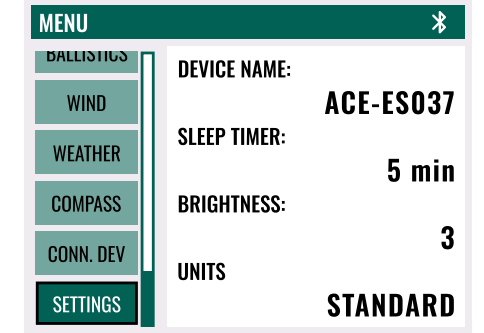 MENU
BALLISTICS
WIND
WEATHER
COMPASS
CONN. DEV
SETTINGS
DEVICE NAME:
ACE-ES037
SLEEP TIMER:
5 min
BRIGHTNESS:
3
UNITS
STANDARD